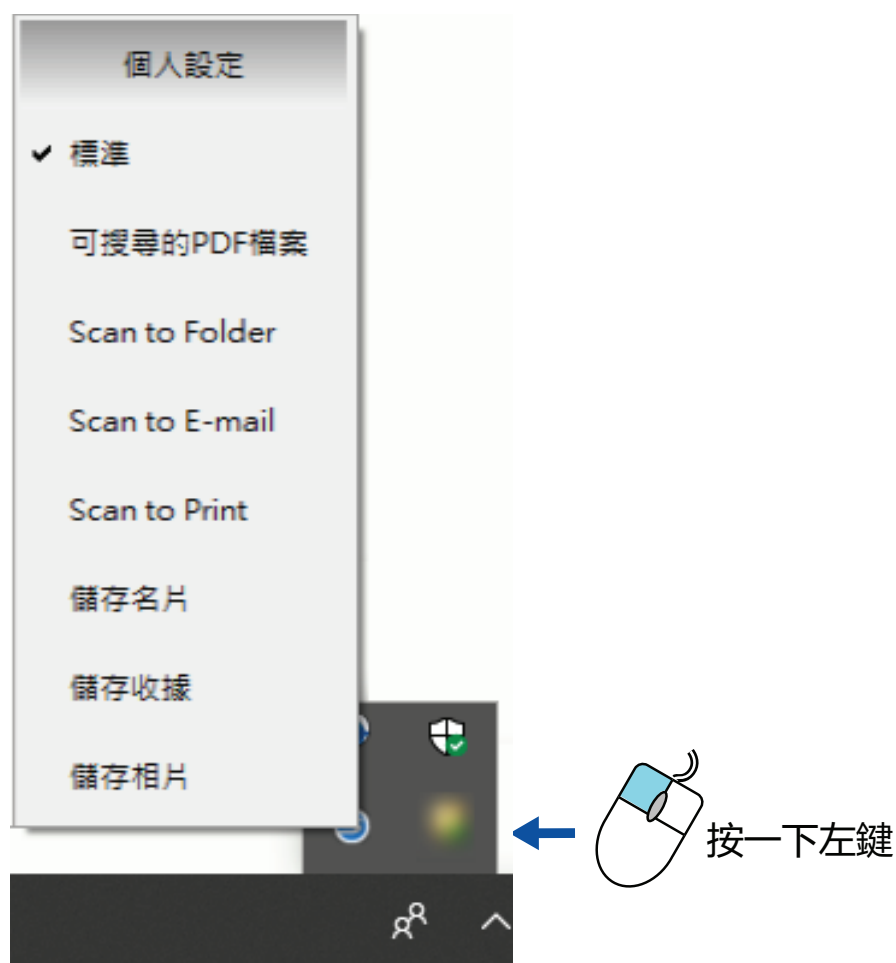 個人設定
標準
可搜尋的PDF檔案
Scan to Folder
Scan to E-mail
Scan to Print
儲存名片
儲存收據
儲存相片
按一下左鍵